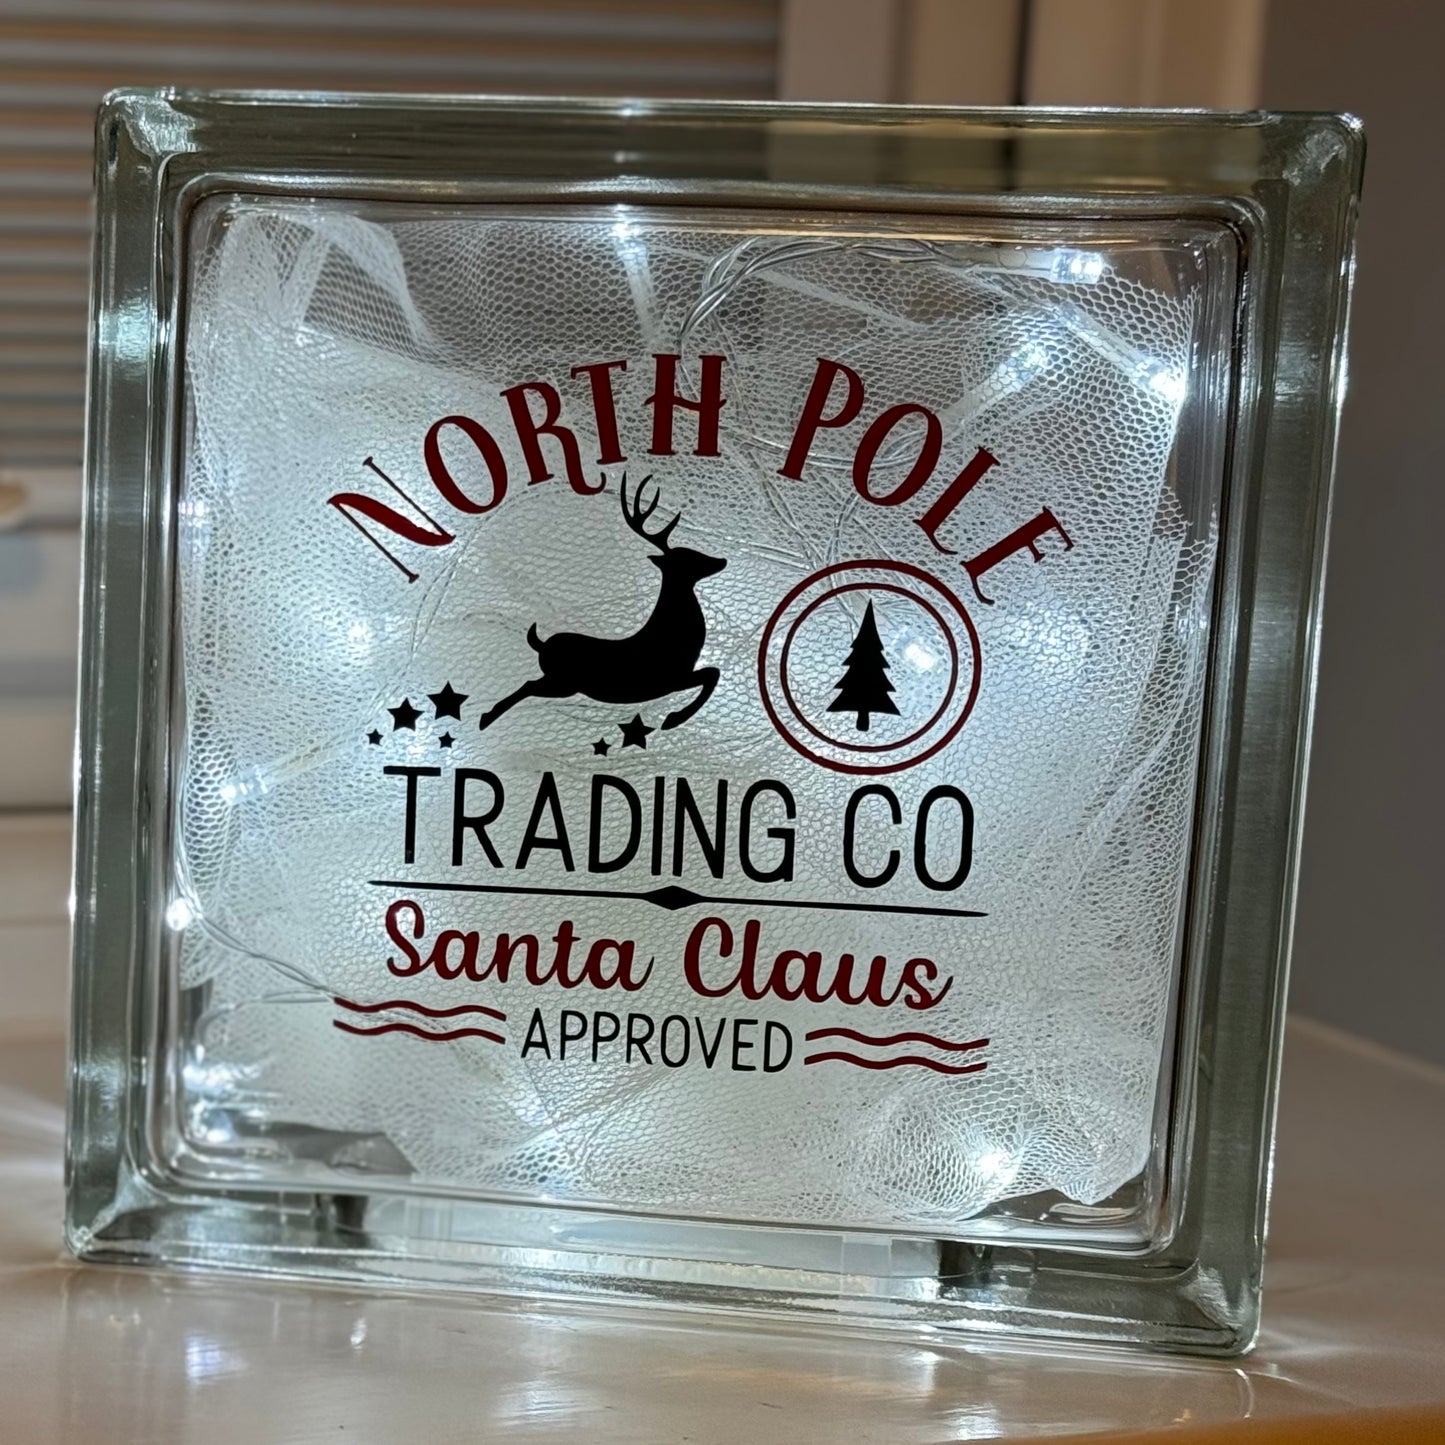 NORTH POLE
TRADING CO
Santa Claus
APPROVED